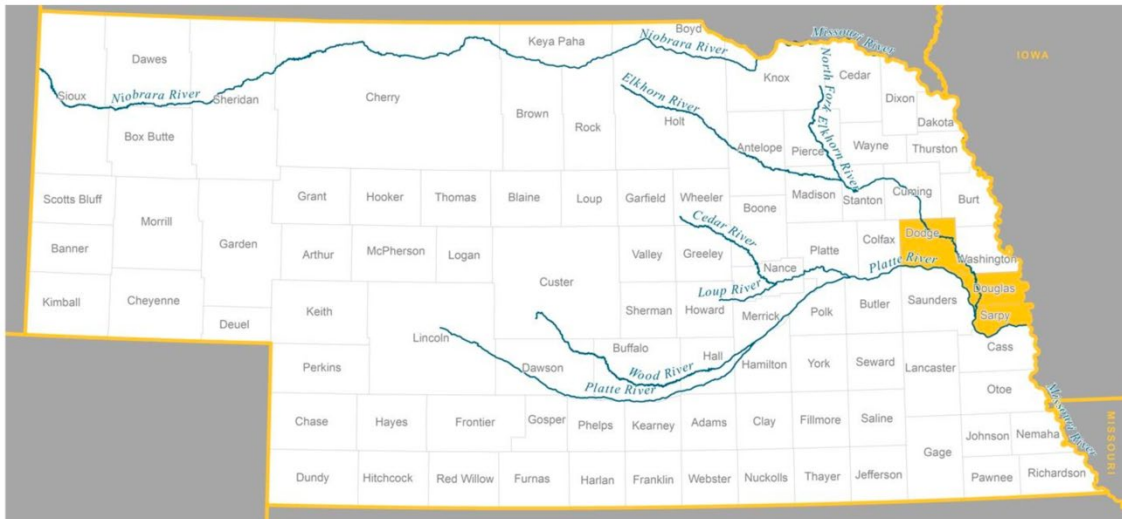 Boyd
Keya Paha
Niobrara River
Missouri River
IOWA
Dawes
Knox
Cedar
North Fork Elkhorn River
Elkhorn River
Sioux
Niobrara River
Sheridan
Cherry
Dixon
Brown
Rock
Holt
Dakota
Box Butte
Antelope
Pierce
Wayne
Thurston
Scotts Bluff
Grant
Hooker
Thomas
Blaine
Loup
Garfield
Wheeler
Madison
Stanton
Cuming
Burt
Morrill
Boone
Cedar River
Banner
Garden
Arthur
McPherson
Logan
Valley
Greeley
Platte
Colfax
Dodge
Washington
Nance
Platte River
Custer
Loup River
Kimball
Cheyenne
Keith
Sherman
Howard
Merrick
Polk
Butler
Saunders
Douglas
Sarpy
Deuel
Lincoln
Buffalo
Hall
Cass
Perkins
Dawson
Wood River
Hamilton
York
Seward
Lancaster
Platte River
Otoe
Missouri River
MISSOURI
Chase
Hayes
Frontier
Gosper
Phelps
Kearney
Adams
Clay
Fillmore
Saline
Johnson
Nemaha
Gage
Dundy
Hitchcock
Red Willow
Furnas
Harlan
Franklin
Webster
Nuckolls
Thayer
Jefferson
Pawnee
Richardson